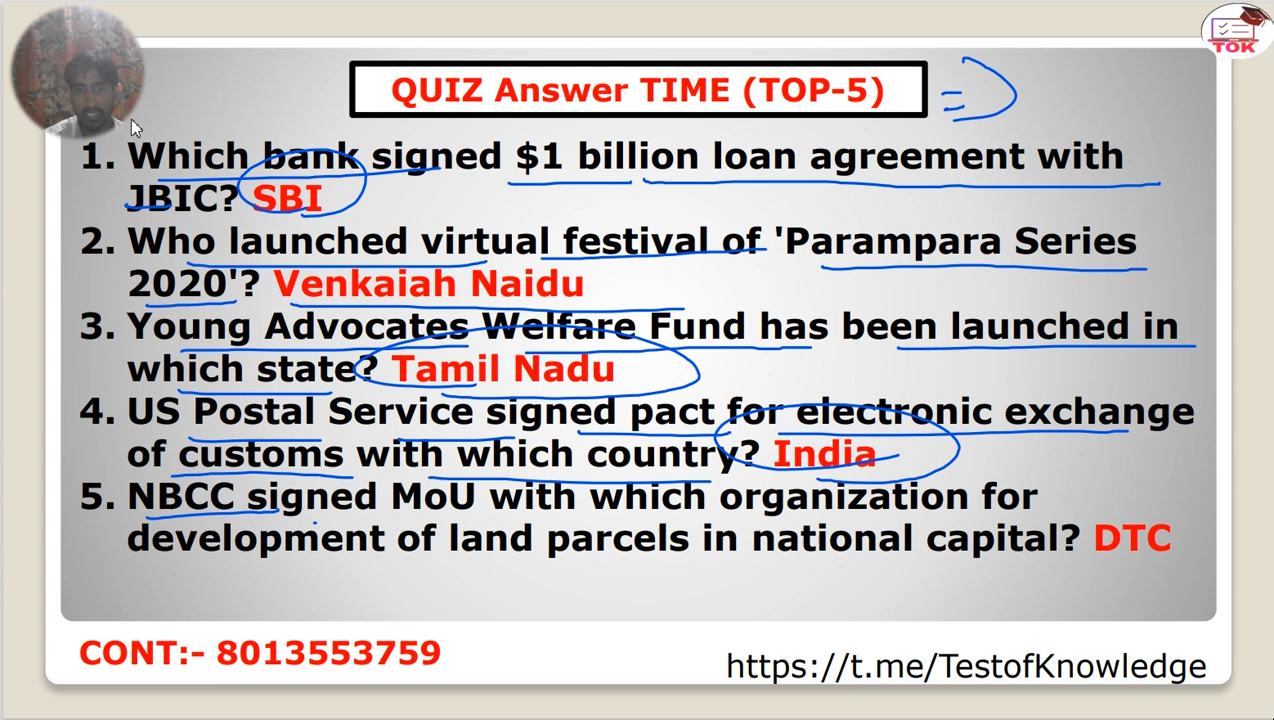 TOK
QUIZ Answer TIME (TOP-5)
1. Which bank signed $1 billion loan agreement with
JBIC? SBI
2. Who launched virtual festival of 'Parampara Series
2020'? Venkaiah Naidu
3. Young Advocates Welfare Fund has been launched in
which state? Tamil Nadu
4. US Postal Service signed pact for electronic exchange
of customs with which country? India
5. NBCC signed MoU with which organization for
development of land parcels in national capital? DTC
CONT:- 8013553759
https://t.me/TestofKnowledge